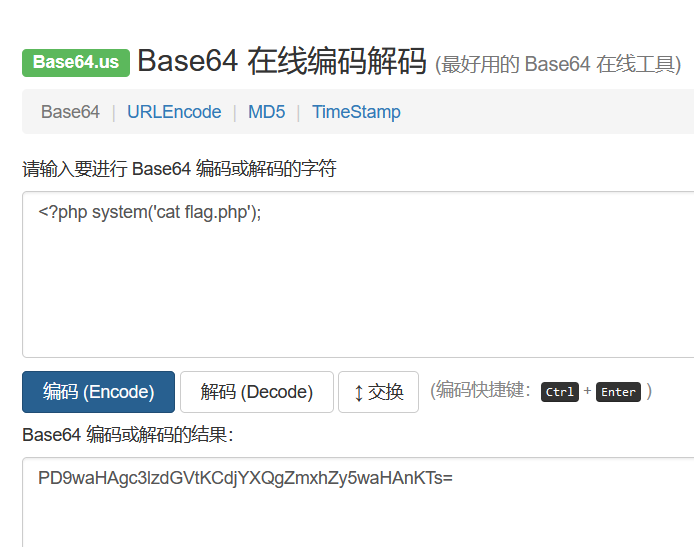 Base64.us Base64 在线编码解码 (最好用的 Base64 在线工具)
Base64 | URLEncode | MD5 | TimeStamp
请输入要进行 Base64 编码或解码的字符
<?php system('cat flag.php');
编码 (Encode) 解码 (Decode) ↕交换 (编码快捷键: Ctrl + Enter )
Base64 编码或解码的结果:
PD9waHAgc3lzdGVtKCdjYXQgZmxhZy5waHAnKTs=